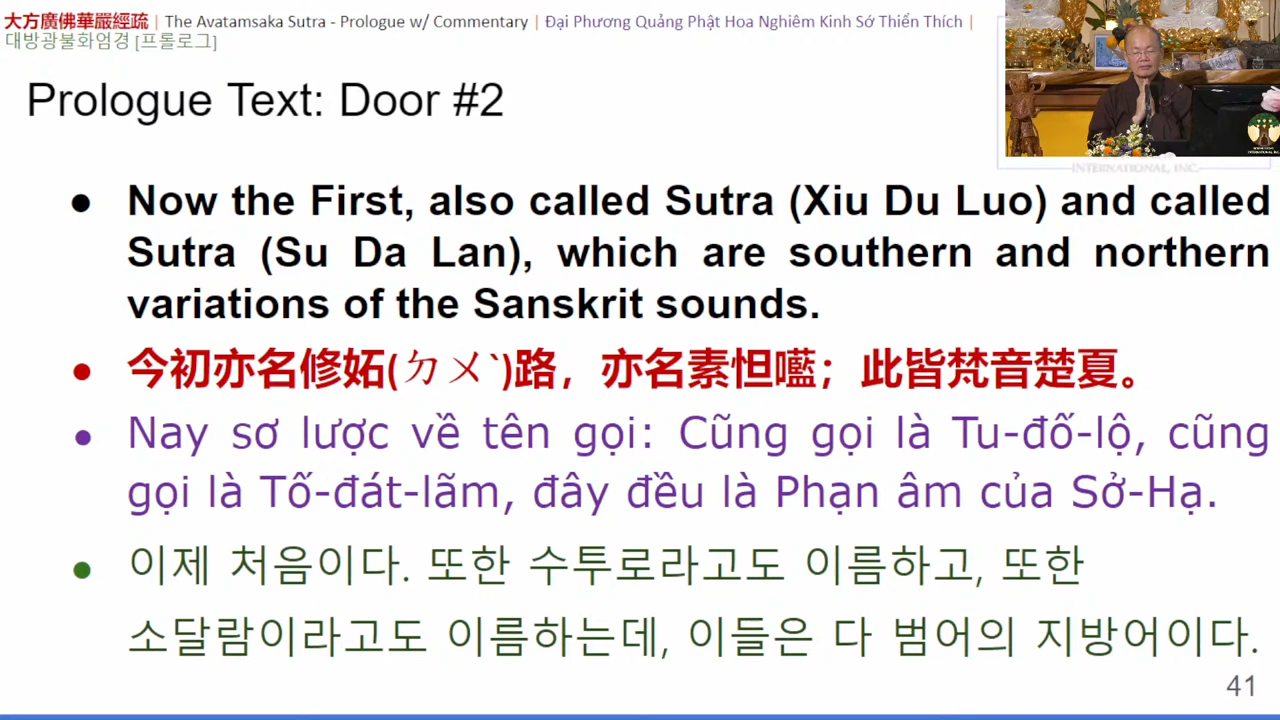 大方廣佛華嚴經疏 | The Avatamsaka Sutra - Prologue w/ Commentary | Đại Phương Quảng Phật Hoa Nghiêm Kinh Sớ Thiển Thích |
대방광불화엄경 [프롤로그]
Prologue Text: Door #2
INTERNATIONAL, INC.
● Now the First, also called Sutra (Xiu Du Luo) and called
Sutra (Su Da Lan), which are southern and northern
variations of the Sanskrit sounds.
● 今初亦名修妬(ㄉㄨˋ)路，亦名素怛囕；此皆梵音楚夏。
● Nay sơ lược về tên gọi: Cũng gọi là Tu-đố-lộ, cũng
gọi là Tố-đát-lãm, đây đều là Phạn âm của Sở-Hạ.
● 이제 처음이다. 또한 수투로라고도 이름하고, 또한
소달람이라고도 이름하는데, 이들은 다 범어의 지방어이다.
41